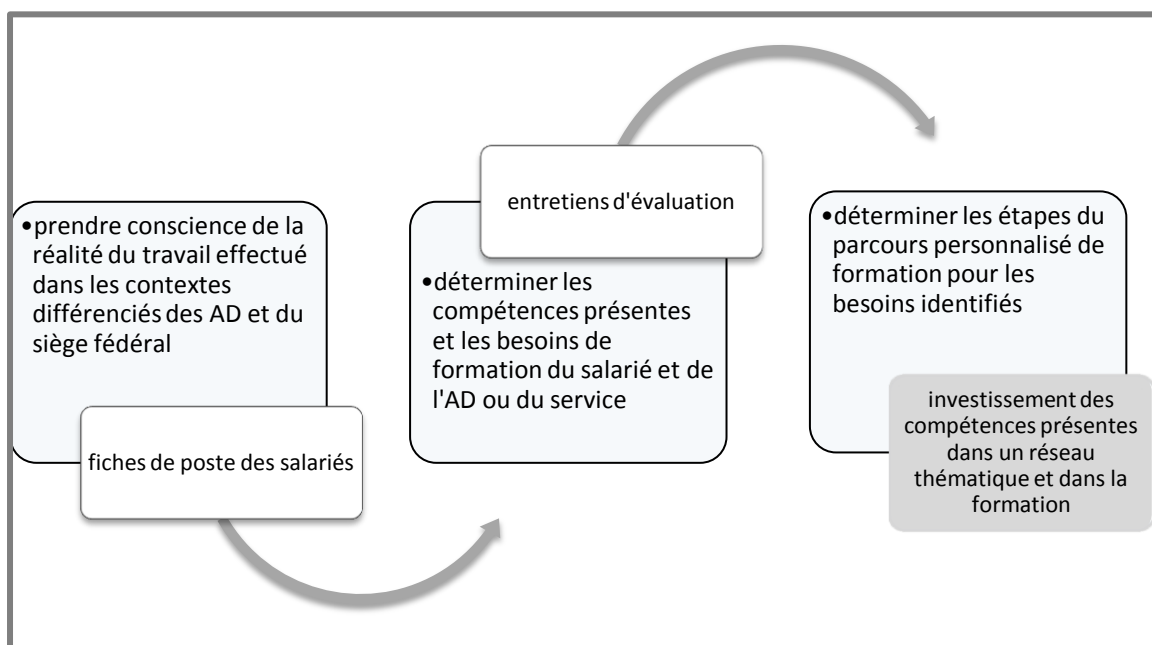 •prendre conscience de la
réalité du travail effectué
dans les contextes
différenciés des AD et du
siège fédéral
fiches de poste des salariés
entretiens d'évaluation
•déterminer les
compétences présentes
et les besoins de
formation du salarié et de
l'AD ou du service
•déterminer les étapes du
parcours personnalisé de
formation pour les
besoins identifiés
investissement des
compétences présentes
dans un réseau
thématique et dans la
formation